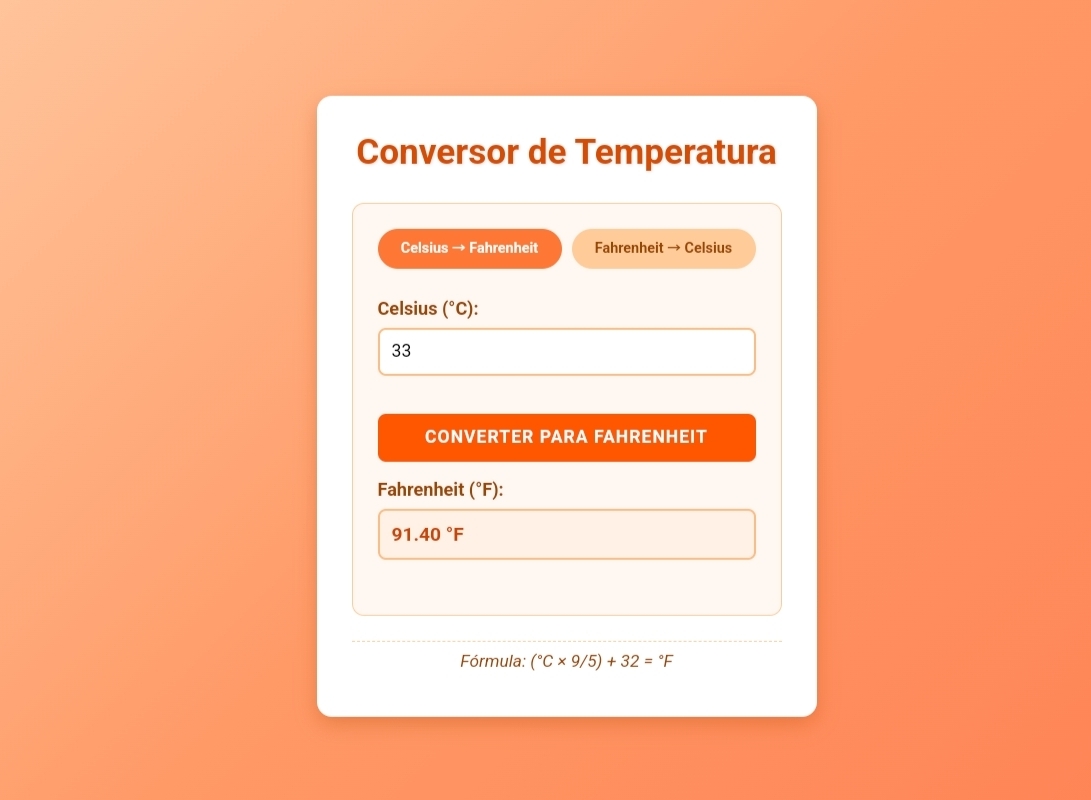 Conversor de Temperatura
Celsius → Fahrenheit
Fahrenheit → Celsius
Celsius (°C):
33
CONVERTER PARA FAHRENHEIT
Fahrenheit (°F):
91.40 °F
Fórmula: (°C × 9/5) + 32 = °F